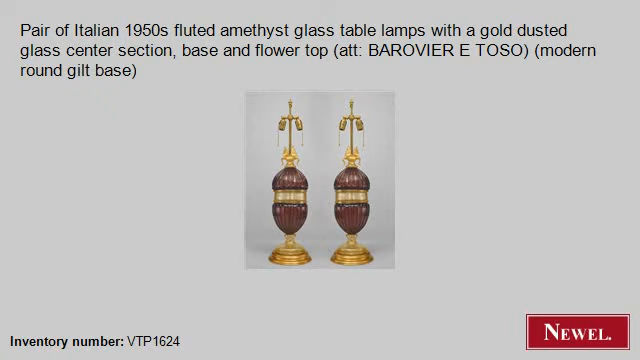 Pair of Italian 1950s fluted amethyst glass table lamps with a gold dusted
glass center section, base and flower top (att: BAROVIER E TOSO) (modern
round gilt base)
Inventory number: VTP1624
NEWEL.